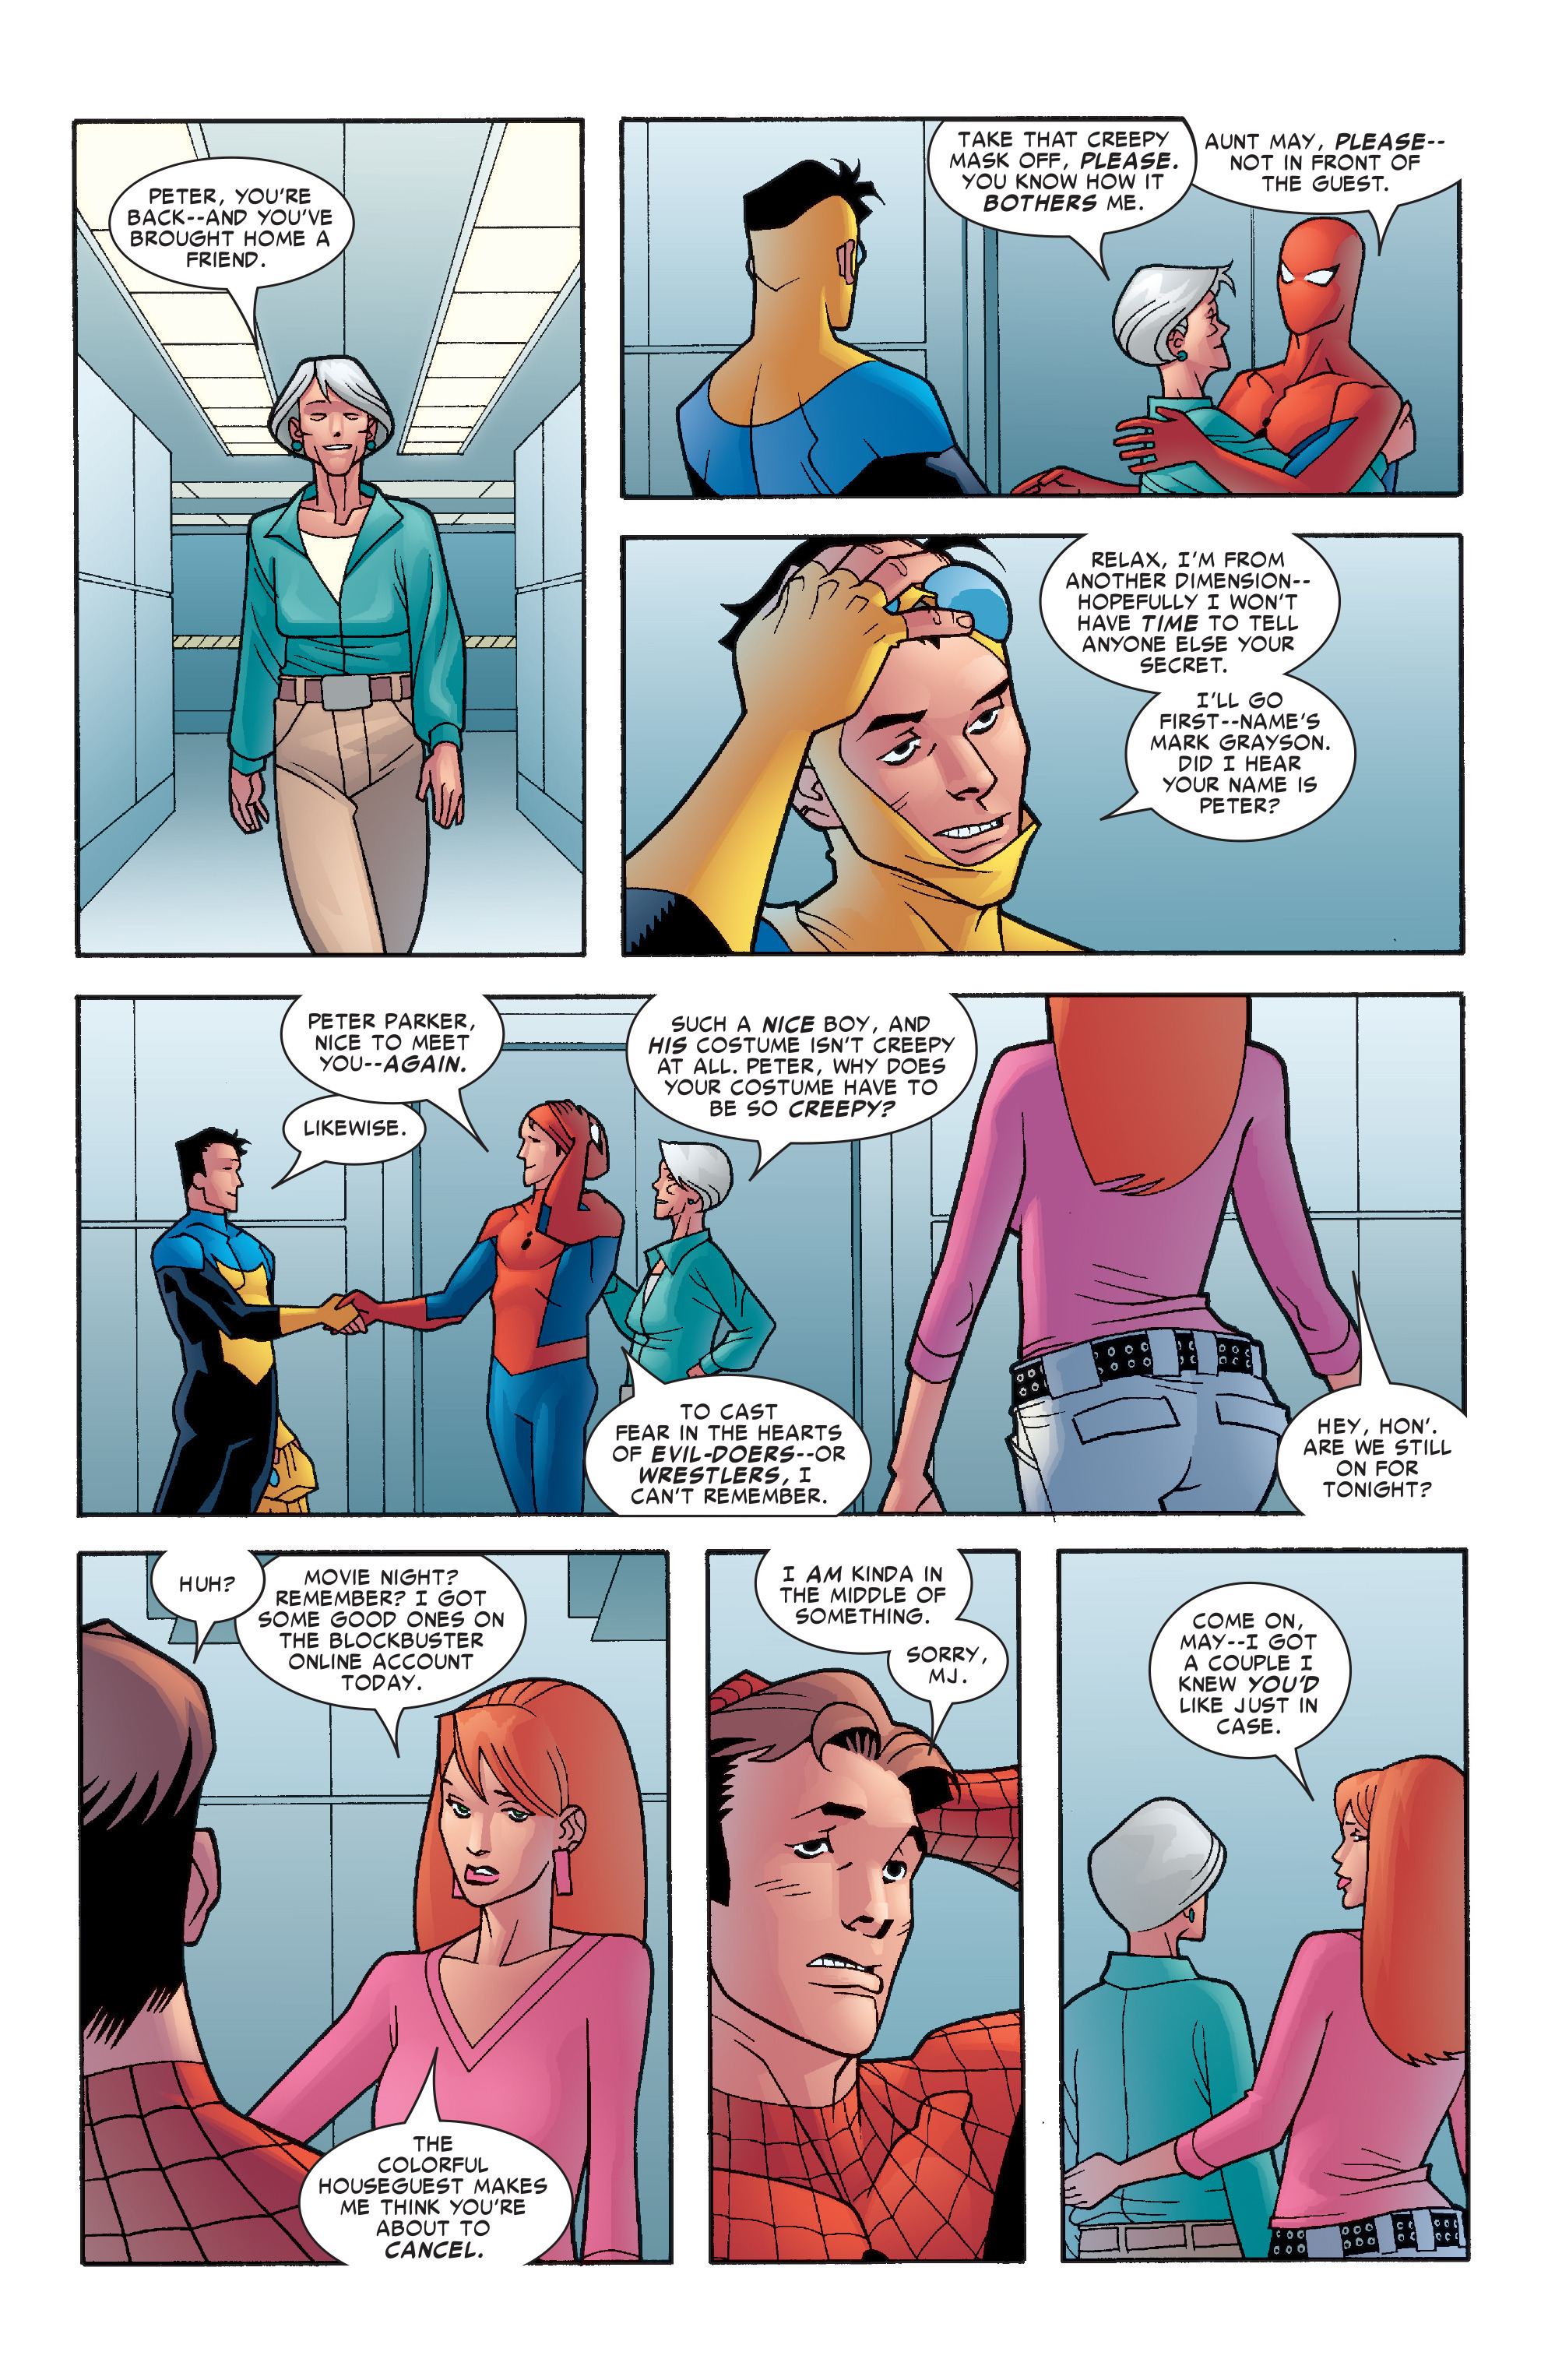 PETER, YOU'RE
BACK--AND YOU'VE
BROUGHT HOME A
FRIEND.
TAKE THAT CREEPY
MASK OFF, PLEASE.
YOU KNOW HOW IT
BOTHERS ME.
AUNT MAY, PLEASE--
NOT IN FRONT OF
THE GUEST.
RELAX, I'M FROM
ANOTHER DIMENSION--
HOPEFULLY I WON'T
HAVE TIME TO TELL
ANYONE ELSE YOUR
SECRET.
I'LL GO
FIRST--NAME'S
MARK GRAYSON.
DID I HEAR
YOUR NAME IS
PETER?
PETER PARKER,
NICE TO MEET
YOU--AGAIN.
LIKEWISE.
SUCH A NICE BOY, AND
HIS COSTUME ISN'T CREEPY
AT ALL. PETER, WHY DOES
YOUR COSTUME HAVE TO
BE SO CREEPY?
TO CAST
FEAR IN THE HEARTS
OF EVIL-DOERS--OR
WRESTLERS, I
CAN'T REMEMBER.
HEY, HON'.
ARE WE STILL
ON FOR
TONIGHT?
HUH?
MOVIE NIGHT?
REMEMBER? I GOT
SOME GOOD ONES ON
THE BLOCKBUSTER
ONLINE ACCOUNT
TODAY.
THE
COLORFUL
HOUSEGUEST MAKES
ME THINK YOU'RE
ABOUT TO
CANCEL.
I AM KINDA IN
THE MIDDLE OF
SOMETHING.
SORRY,
MJ.
COME ON,
MAY--I GOT
A COUPLE I
KNEW YOU'D
LIKE JUST IN
CASE.